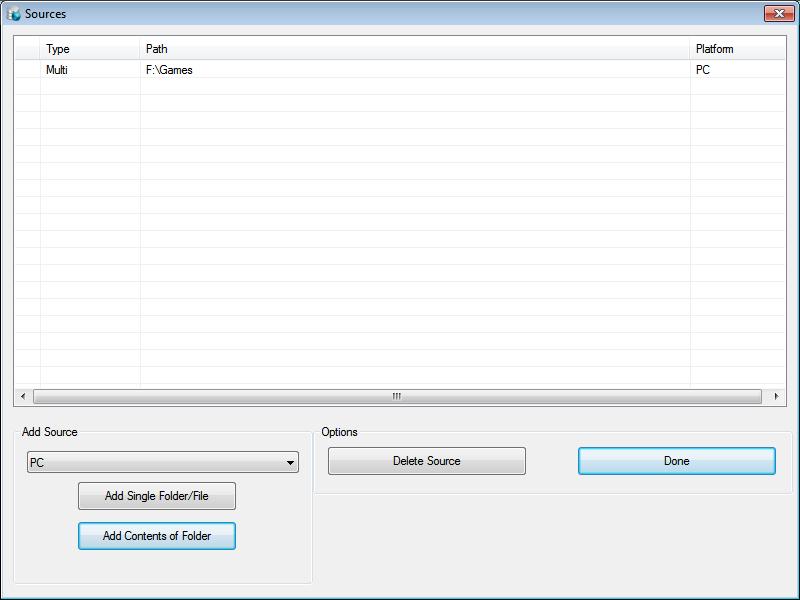 Sources
Type Path Platform
Multi F:\Games PC
Add Source
Options
PC
Delete Source
Done
Add Single Folder/File
Add Contents of Folder